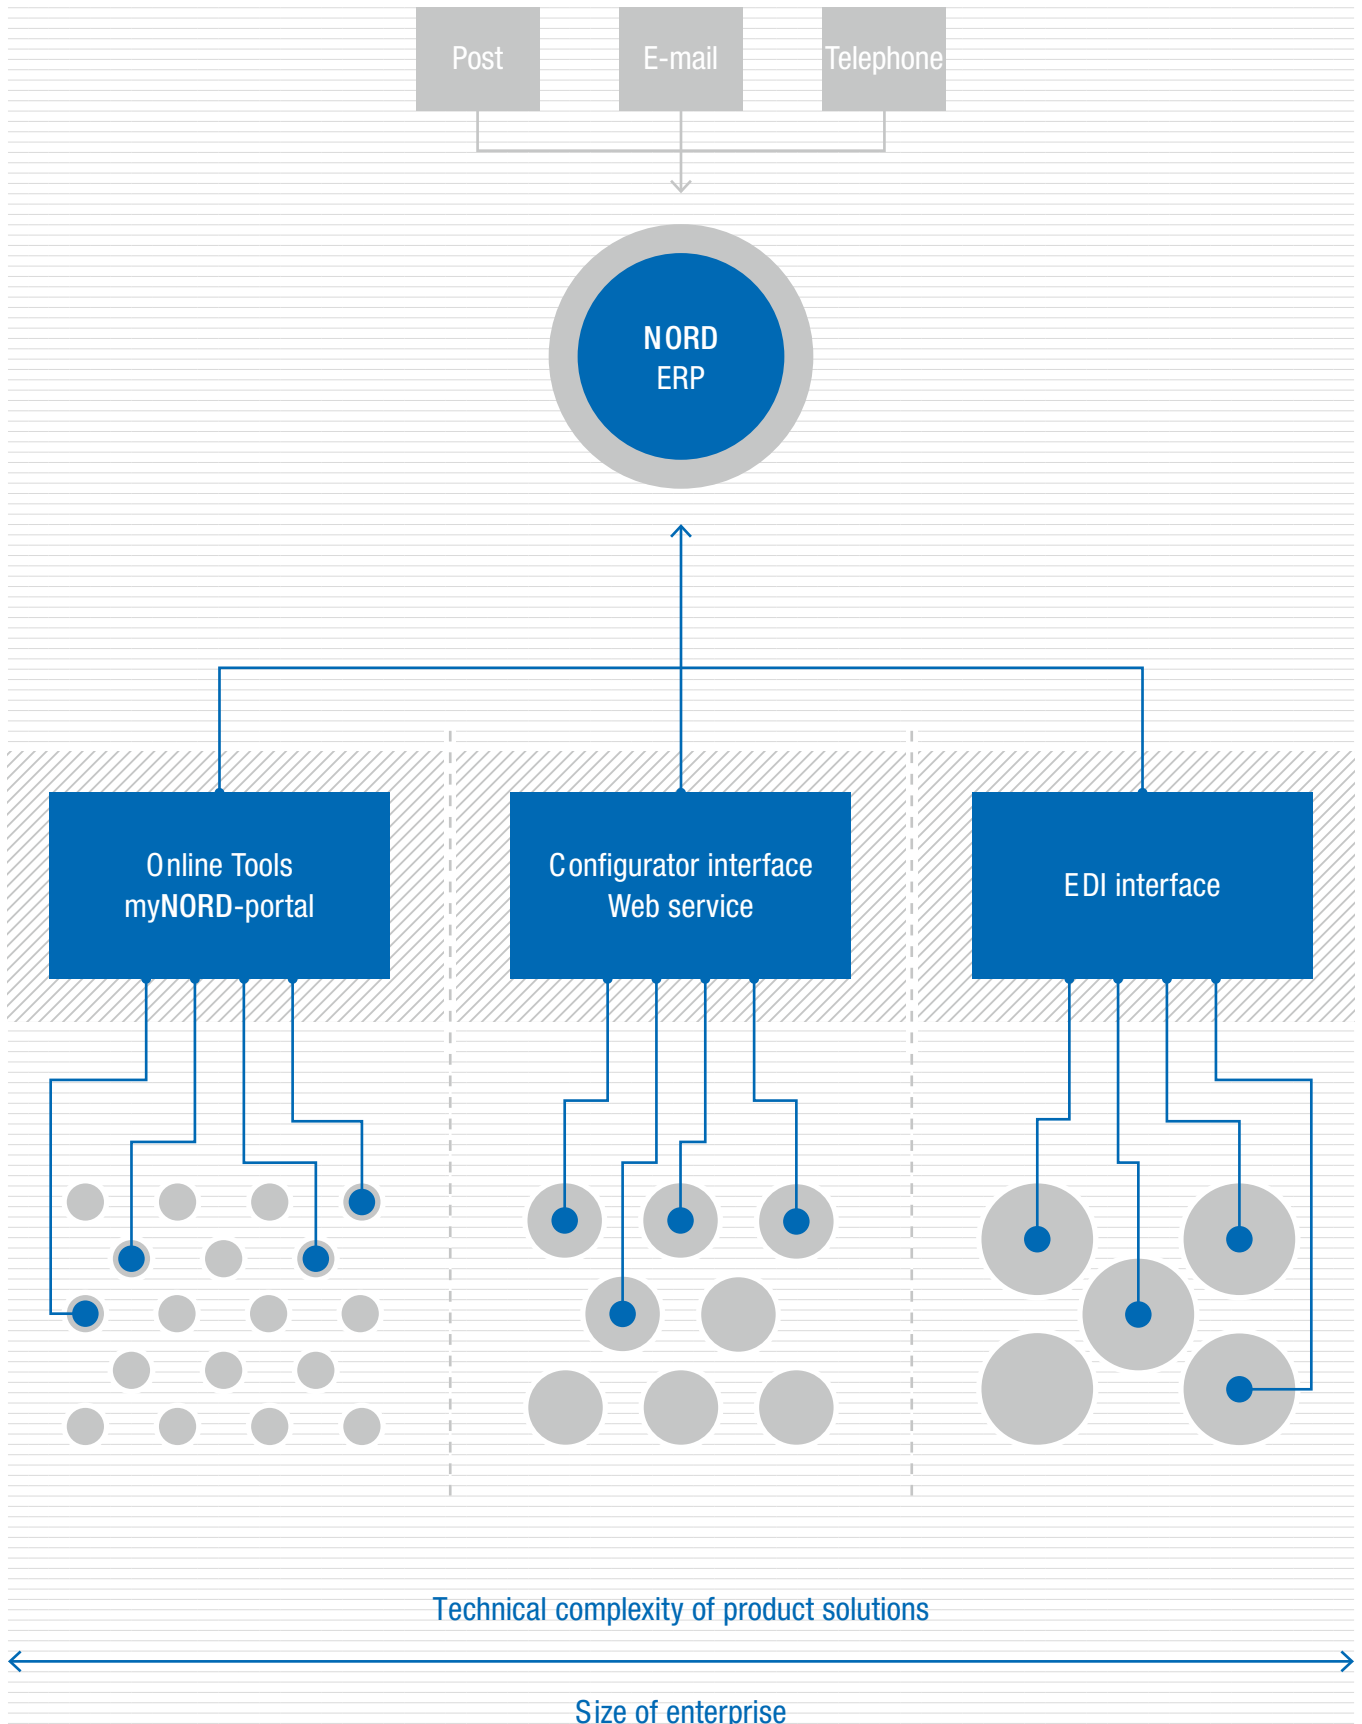 Post
E-mail
Telephone
NORD
ERP
Online Tools
myNORD-portal
Configurator interface
Web service
EDI interface
Technical complexity of product solutions
Size of enterprise